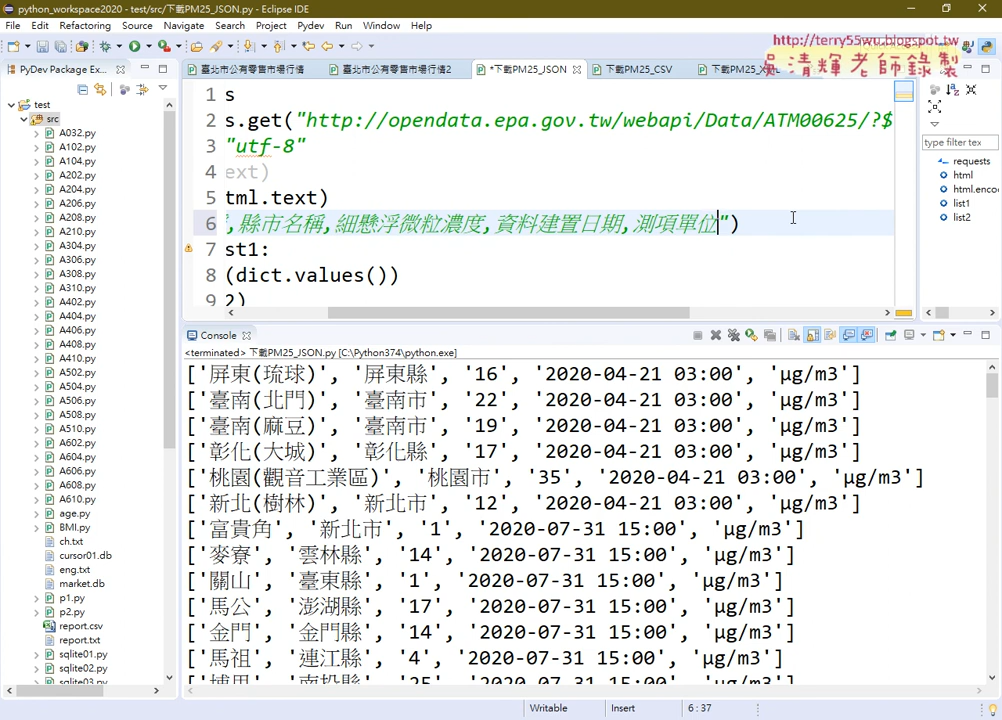 python_workspace2020 - test/src/下載PM25_JSON.py - Eclipse IDE
File Edit Refactoring Source Navigate Search Project Pydev Run Window Help
http://terry55wu.blogspot.tw
吳清輝老師錄製
PyDev Package Ex...
臺北市公有零售市場行情
臺北市公有零售市場行情2
*下載PM25_JSON
下載PM25_CSV
test
src
A032.py
A102.py
A104.py
A202.py
A204.py
A206.py
A208.py
A210.py
A304.py
A306.py
A308.py
A310.py
A402.py
A404.py
A406.py
A408.py
A410.py
A502.py
A504.py
A506.py
A508.py
A510.py
A602.py
A604.py
A606.py
A608.py
A610.py
age.py
BMI.py
ch.txt
cursor01.db
eng.txt
market.db
p1.py
p2.py
report.csv
report.txt
sqlite01.py
sqlite02.py
sqlite03.py
1 s
2 s.get("http://opendata.epa.gov.tw/webapi/Data/ATM00625/?$
3 "utf-8"
4 ext)
5 tml.text)
6 ,縣市名稱,細懸浮微粒濃度,資料建置日期,測項單位")
7 st1:
8 (dict.values())
9 2)
type filter tex
requests
html
html.enco
list1
list2
Console
<terminated> 下載PM25_JSON.py [C:\Python374\python.exe]
['屏東(琉球)', '屏東縣', '16', '2020-04-21 03:00', 'μg/m3']
['臺南(北門)', '臺南市', '22', '2020-04-21 03:00', 'μg/m3']
['臺南(麻豆)', '臺南市', '19', '2020-04-21 03:00', 'μg/m3']
['彰化(大城)', '彰化縣', '17', '2020-04-21 03:00', 'μg/m3']
['桃園(觀音工業區)', '桃園市', '35', '2020-04-21 03:00', 'μg/m3']
['新北(樹林)', '新北市', '12', '2020-04-21 03:00', 'μg/m3']
['富貴角', '新北市', '1', '2020-07-31 15:00', 'μg/m3']
['麥寮', '雲林縣', '14', '2020-07-31 15:00', 'μg/m3']
['關山', '臺東縣', '1', '2020-07-31 15:00', 'μg/m3']
['馬公', '澎湖縣', '17', '2020-07-31 15:00', 'μg/m3']
['金門', '金門縣', '14', '2020-07-31 15:00', 'μg/m3']
['馬祖', '連江縣', '4', '2020-07-31 15:00', 'μg/m3']
['埔里', '南投縣', '25', '2020-07-31 15:00', 'μg/m3']
Writable Insert 6 : 37